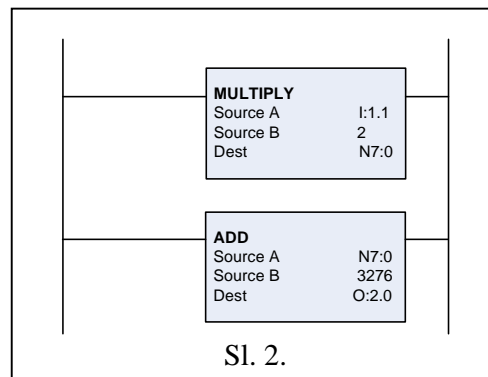 MULTIPLY
Source A I:1.1
Source B 2
Dest N7:0
ADD
Source A N7:0
Source B 3276
Dest O:2.0
Sl. 2.